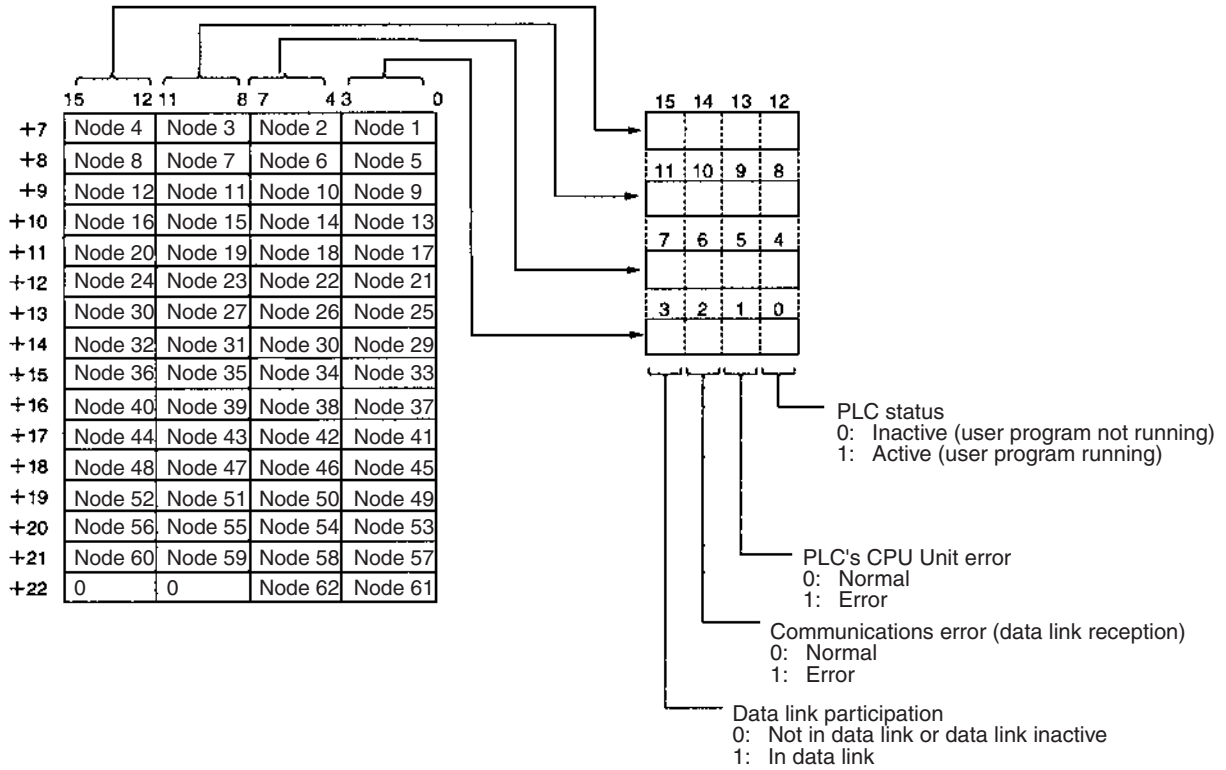 15 12 11 8 7 4 3 0
+7 Node 4 Node 3 Node 2 Node 1
+8 Node 8 Node 7 Node 6 Node 5
+9 Node 12 Node 11 Node 10 Node 9
+10 Node 16 Node 15 Node 14 Node 13
+11 Node 20 Node 19 Node 18 Node 17
+12 Node 24 Node 23 Node 22 Node 21
+13 Node 30 Node 27 Node 26 Node 25
+14 Node 32 Node 31 Node 30 Node 29
+15 Node 36 Node 35 Node 34 Node 33
+16 Node 40 Node 39 Node 38 Node 37
+17 Node 44 Node 43 Node 42 Node 41
+18 Node 48 Node 47 Node 46 Node 45
+19 Node 52 Node 51 Node 50 Node 49
+20 Node 56 Node 55 Node 54 Node 53
+21 Node 60 Node 59 Node 58 Node 57
+22 0 0 Node 62 Node 61
15 14 13 12
11 10 9 8
7 6 5 4
3 2 1 0
PLC status
0: Inactive (user program not running)
1: Active (user program running)
PLC's CPU Unit error
0: Normal
1: Error
Communications error (data link reception)
0: Normal
1: Error
Data link participation
0: Not in data link or data link inactive
1: In data link